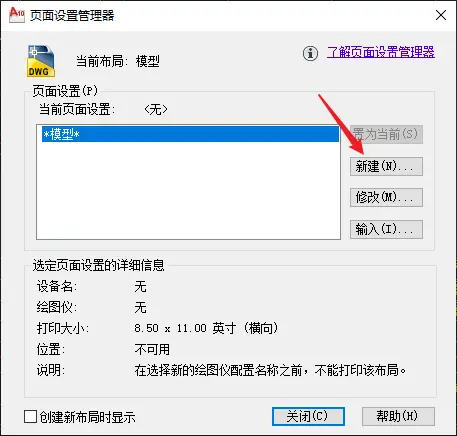 A10 页面设置管理器
DWG 当前布局: 模型
了解页面设置管理器
页面设置(P)
当前页面设置: <无>
*模型*
置为当前(S)
新建(N)...
修改(M)...
输入(I)...
选定页面设置的详细信息
设备名: 无
绘图仪: 无
打印大小: 8.50 x 11.00 英寸 (横向)
位置: 不可用
说明: 在选择新的绘图仪配置名称之前，不能打印该布局。
创建新布局时显示
关闭(C)
帮助(H)